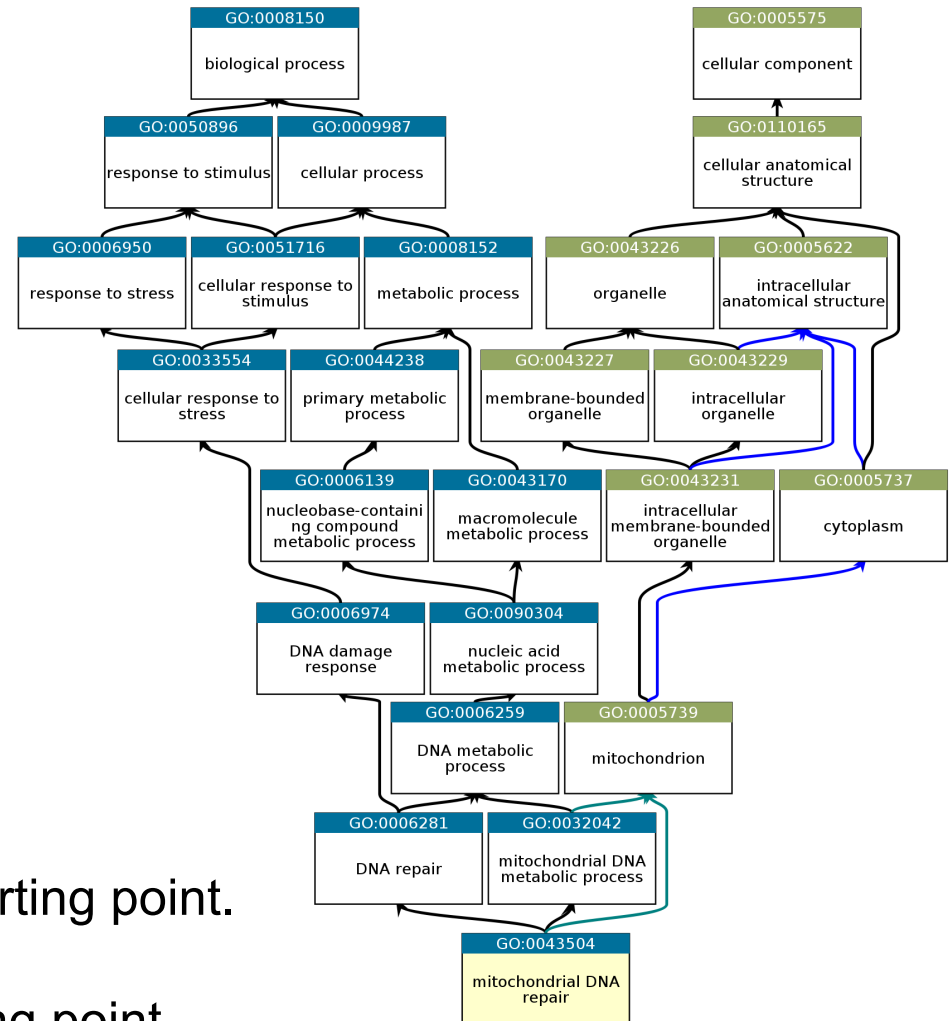 GO:0008150
biological process
GO:0005575
cellular component
GO:0050896
response to stimulus
GO:0009987
cellular process
GO:0110165
cellular anatomical
structure
GO:0006950
response to stress
GO:0051716
cellular response to
stimulus
GO:0008152
metabolic process
GO:0043226
organelle
GO:0005622
intracellular
anatomical structure
GO:0033554
cellular response to
stress
GO:0044238
primary metabolic
process
GO:0043227
membrane-bounded
organelle
GO:0043229
intracellular
organelle
GO:0006139
nucleobase-containi
ng compound
metabolic process
GO:0043170
macromolecule
metabolic process
GO:0043231
intracellular
membrane-bounded
organelle
GO:0005737
cytoplasm
GO:0006974
DNA damage
response
GO:0090304
nucleic acid
metabolic process
GO:0006259
DNA metabolic
process
GO:0005739
mitochondrion
GO:0006281
DNA repair
GO:0032042
mitochondrial DNA
metabolic process
rting point.
GO:0043504
mitochondrial DNA
repair
ng point